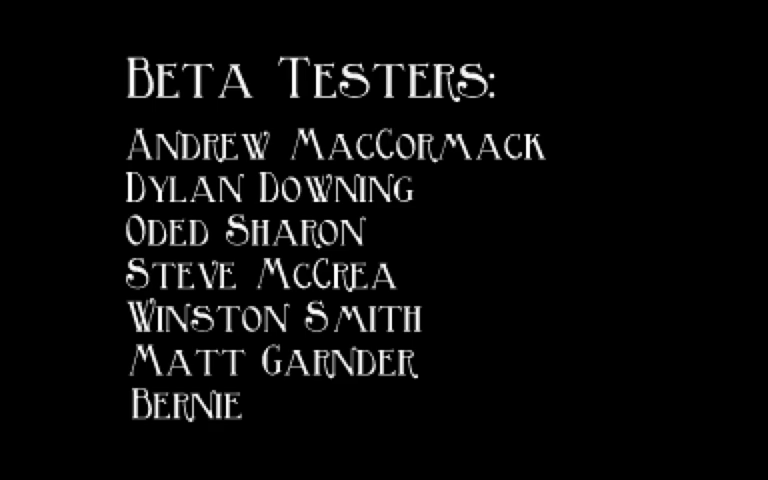 Beta Testers:
Andrew MacCormack
Dylan Downing
Oded Sharon
Steve McCrea
Winston Smith
Matt Garnder
Bernie